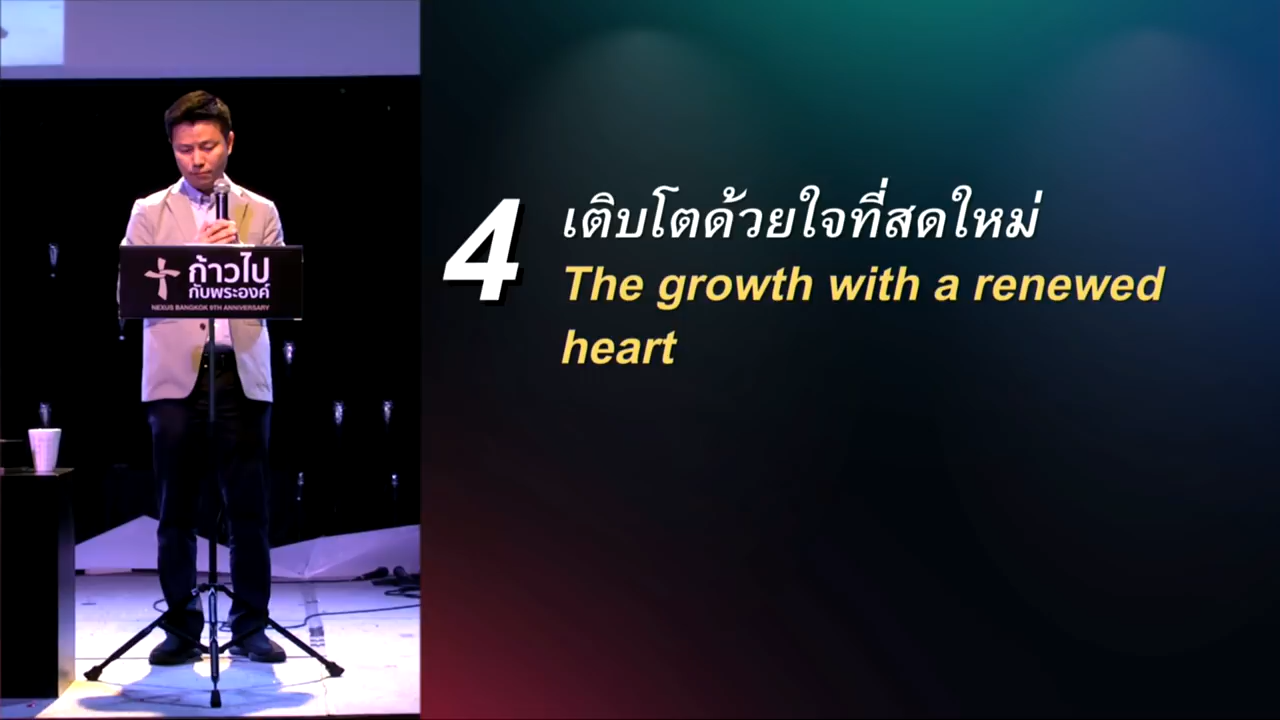 ก้าวไป
กับพระองค์
NEXUS BANGKOK 9TH ANNIVERSARY
4
เติบโตด้วยใจที่สดใหม่
The growth with a renewed
heart